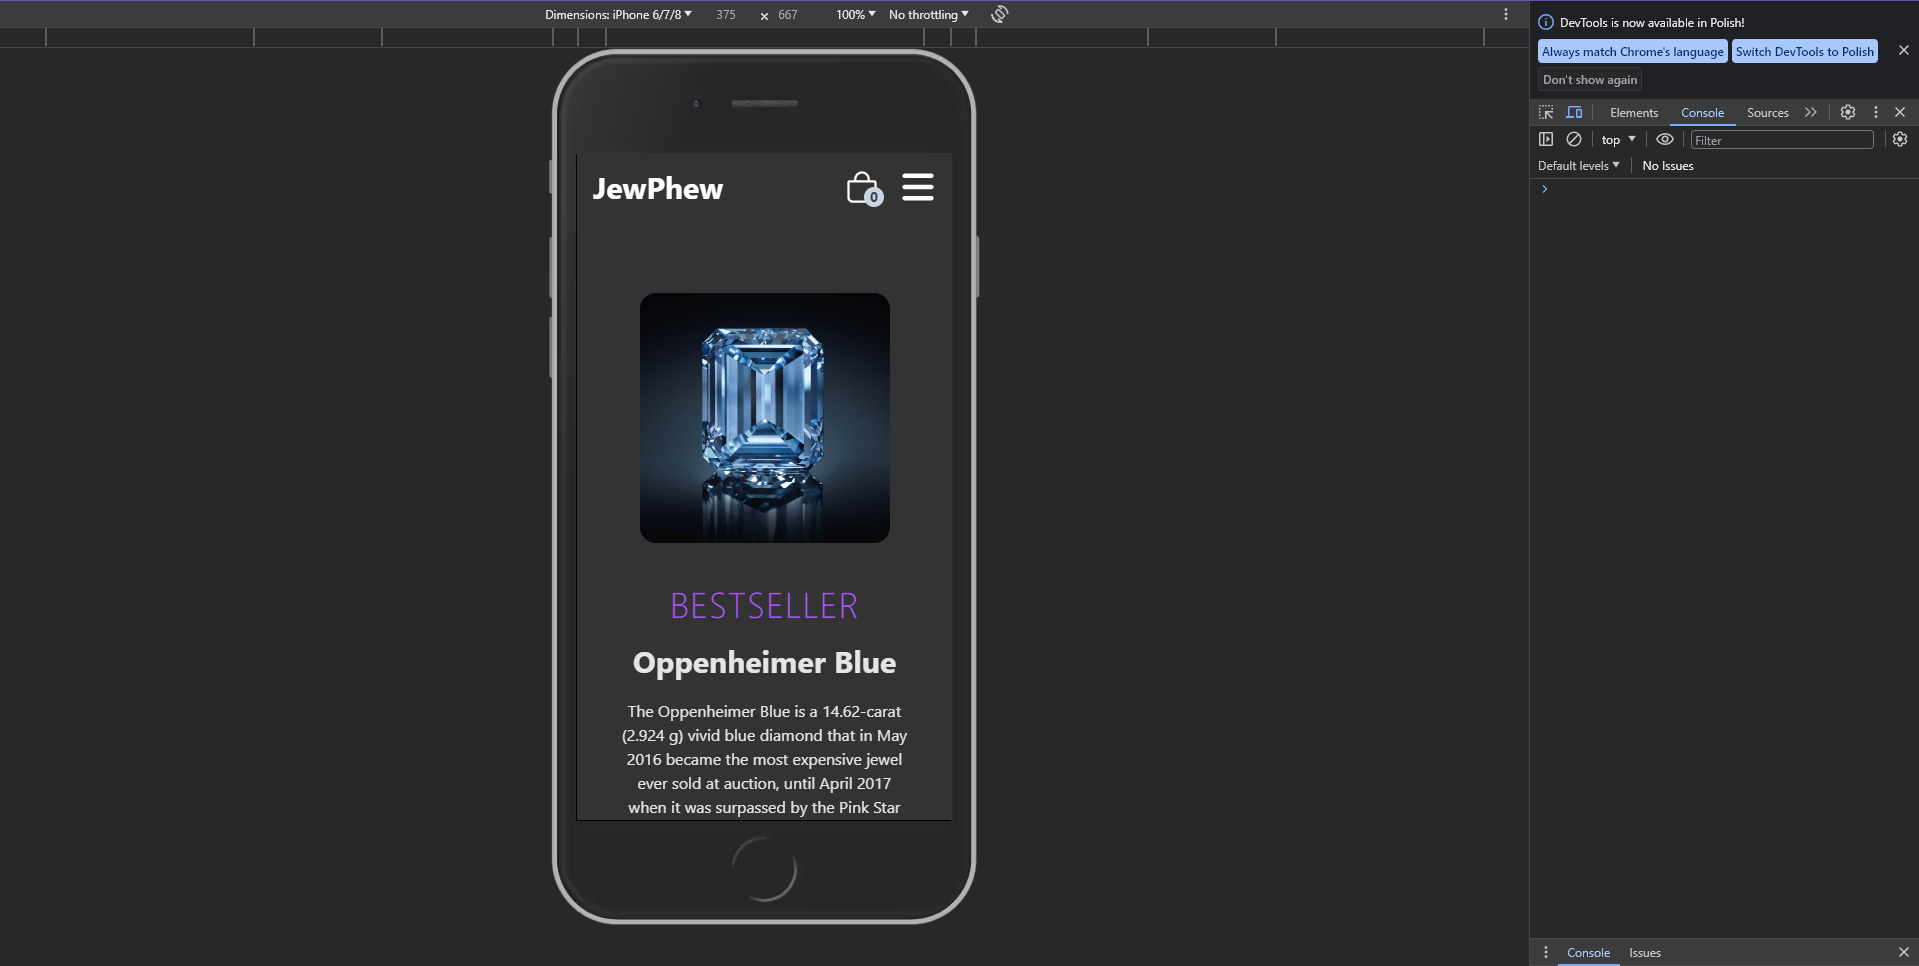 Dimensions: iPhone 6/7/8 375 x 667 100% No throttling
DevTools is now available in Polish!
Always match Chrome's language Switch DevTools to Polish
Don't show again
Elements Console Sources
top Filter
Default levels No Issues
JewPhew 0
BESTSELLER
Oppenheimer Blue
The Oppenheimer Blue is a 14.62-carat
(2.924 g) vivid blue diamond that in May
2016 became the most expensive jewel
ever sold at auction, until April 2017
when it was surpassed by the Pink Star
Console Issues